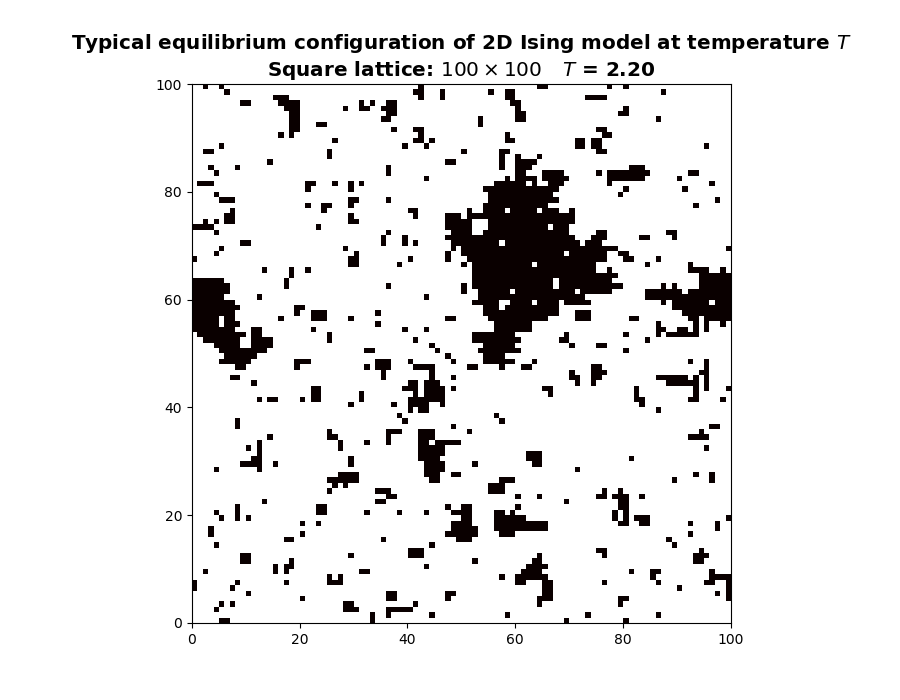 Typical equilibrium configuration of 2D Ising model at temperature T
Square lattice: 100 × 100 T = 2.20
100
80
60
40
20
0
0 20 40 60 80 100